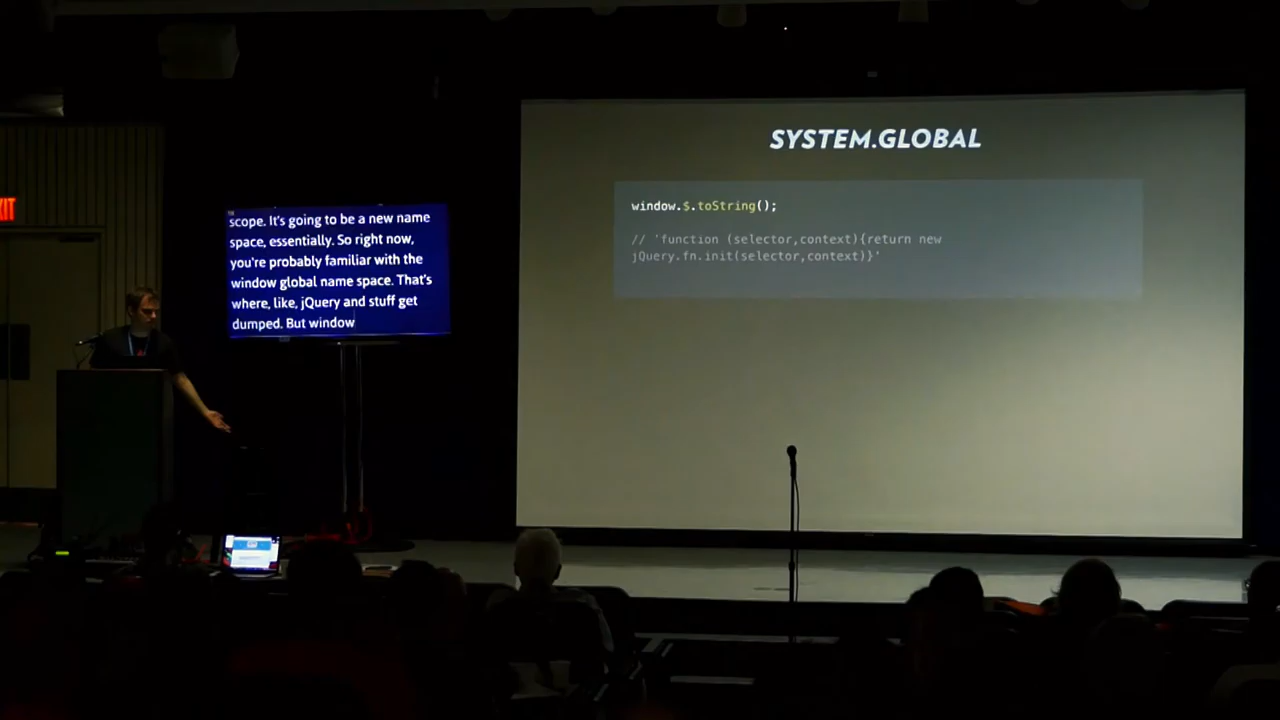 SYSTEM.GLOBAL
window.$.toString();
// 'function (selector,context){return new
jQuery.fn.init(selector,context)}'
scope. It's going to be a new name
space, essentially. So right now,
you're probably familiar with the
window global name space. That's
where, like, jQuery and stuff get
dumped. But window